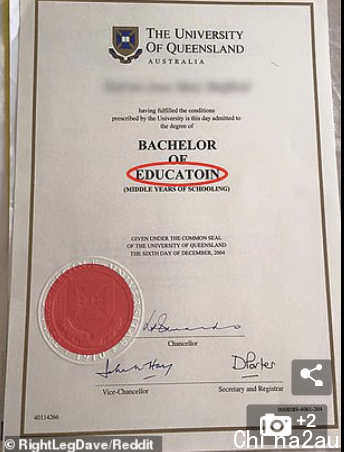 THE UNIVERSITY
OF QUEENSLAND
AUSTRALIA
having fulfilled the conditions
prescribed by the University is this day admitted to
the degree of
BACHELOR
OF
EDUCATOIN
(MIDDLE YEARS OF SCHOOLING)
GIVEN UNDER THE COMMON SEAL
OF THE UNIVERSITY OF QUEENSLAND
THE SIXTH DAY OF DECEMBER, 2004
Chancellor
Vice-Chancellor
DPorter
Secretary and Registrar
40114266
+2
© RightLegDave/Reddit